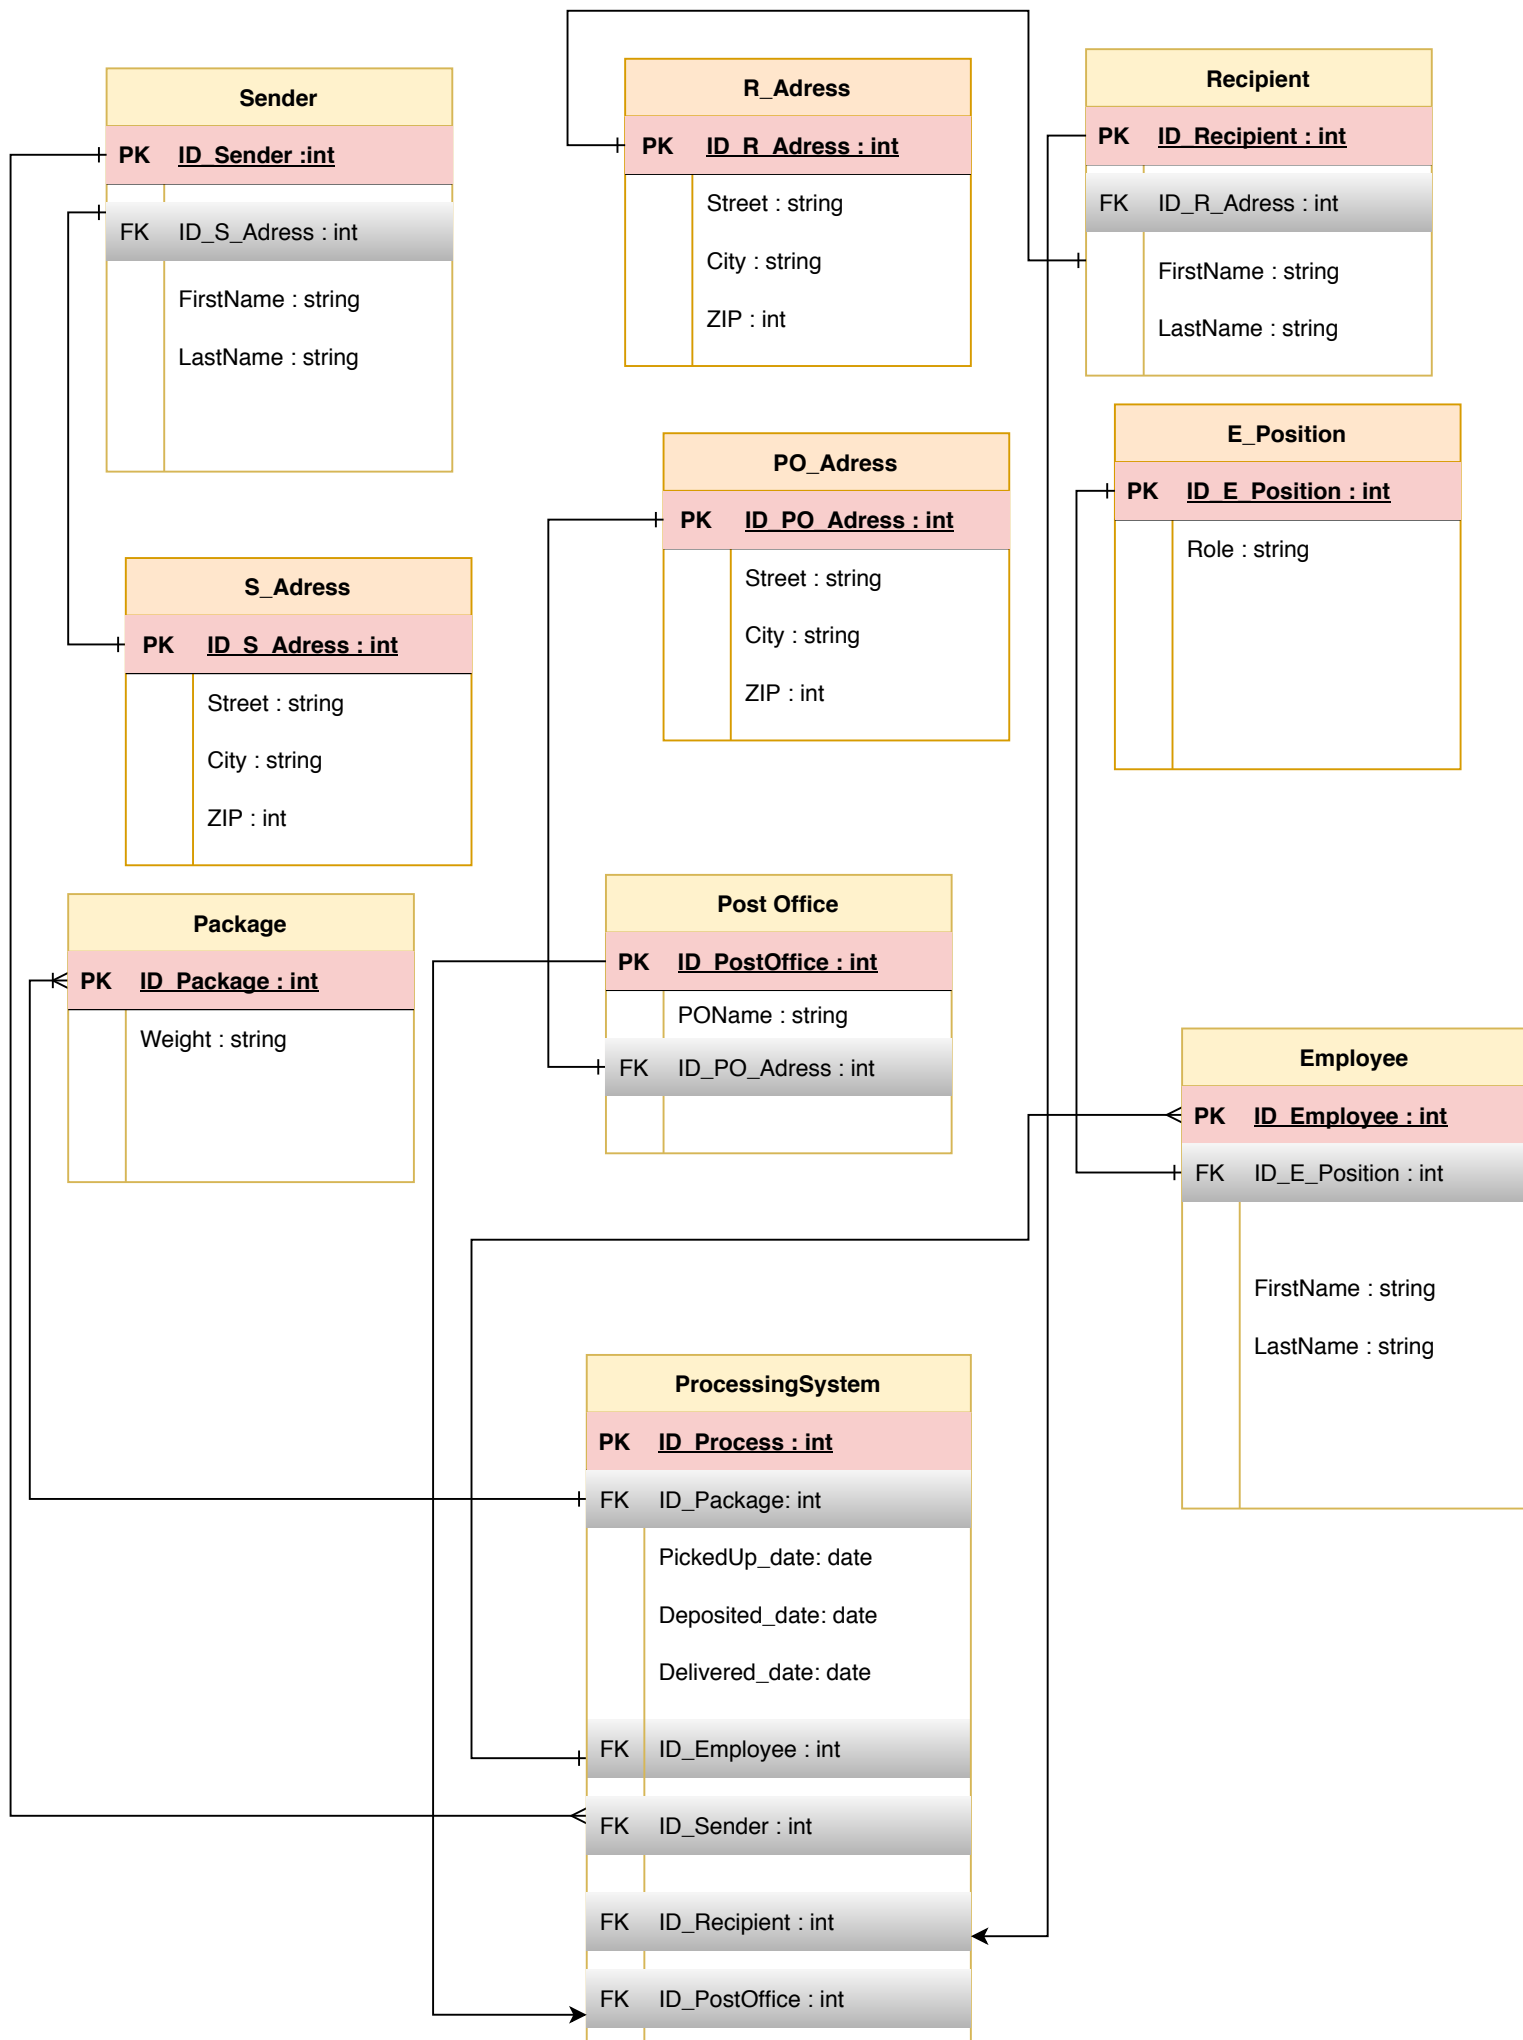 Sender
PK ID_Sender :int
FK ID_S_Adress : int
FirstName : string
LastName : string
R_Adress
PK ID_R_Adress : int
Street : string
City : string
ZIP : int
Recipient
PK ID_Recipient : int
FK ID_R_Adress : int
FirstName : string
LastName : string
PO_Adress
PK ID_PO_Adress : int
Street : string
City : string
ZIP : int
E_Position
PK ID_E_Position : int
Role : string
S_Adress
PK ID_S_Adress : int
Street : string
City : string
ZIP : int
Package
PK ID_Package : int
Weight : string
Post Office
PK ID_PostOffice : int
POName : string
FK ID_PO_Adress : int
Employee
PK ID_Employee : int
FK ID_E_Position : int
FirstName : string
LastName : string
ProcessingSystem
PK ID_Process : int
FK ID_Package: int
PickedUp_date: date
Deposited_date: date
Delivered_date: date
FK ID_Employee : int
FK ID_Sender : int
FK ID_Recipient : int
FK ID_PostOffice : int